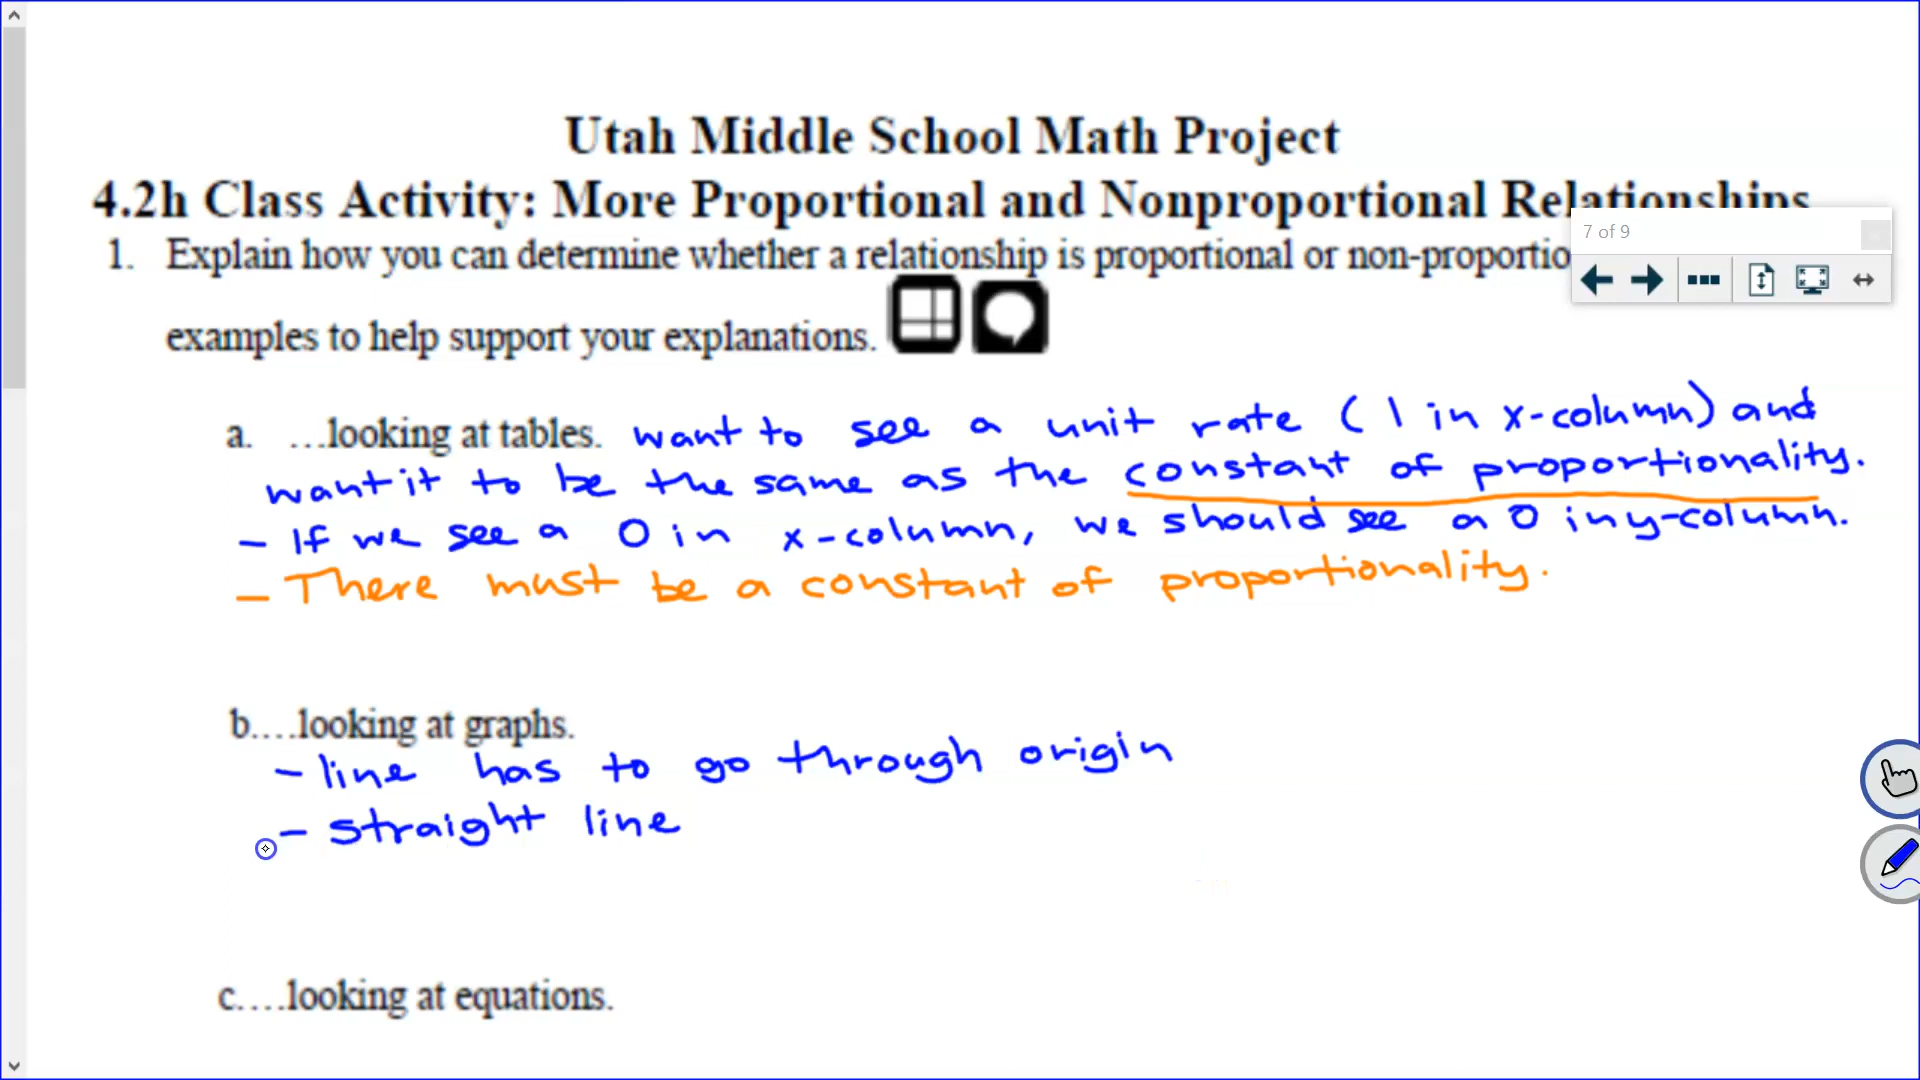 Utah Middle School Math Project
4.2h Class Activity: More Proportional and Nonproportional Relationships
7 of 9
1. Explain how you can determine whether a relationship is proportional or non-proportio
examples to help support your explanations.
a. ...looking at tables. want to see a unit rate (1 in x-column) and
want it to be the same as the constant of proportionality.
- If we see a 0 in x-column, we should see a 0 in y-column.
- There must be a constant of proportionality.
b....looking at graphs.
- line has to go through origin
- straight line
c....looking at equations.